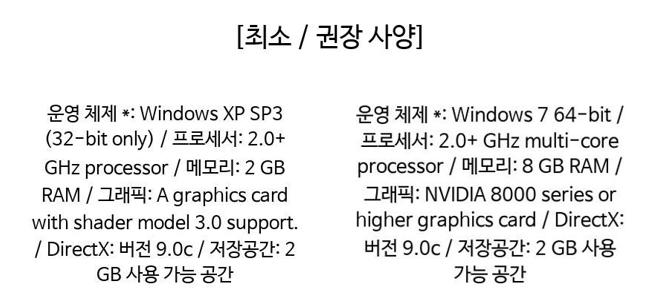 [최소 / 권장 사양]
운영 체제 *: Windows XP SP3
(32-bit only) / 프로세서: 2.0+
GHz processor / 메모리: 2 GB
RAM / 그래픽: A graphics card
with shader model 3.0 support.
/ DirectX: 버전 9.0c / 저장공간: 2
GB 사용 가능 공간
운영 체제 *: Windows 7 64-bit /
프로세서: 2.0+ GHz multi-core
processor / 메모리: 8 GB RAM /
그래픽: NVIDIA 8000 series or
higher graphics card / DirectX:
버전 9.0c / 저장공간: 2 GB 사용
가능 공간